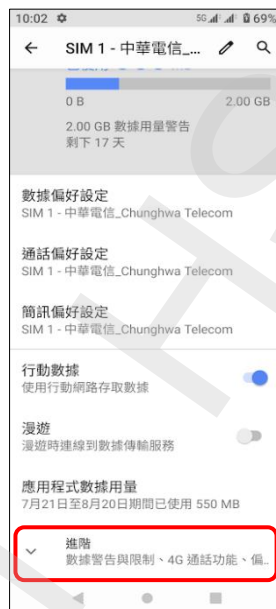 10:02
5G 69%
SIM 1 - 中華電信_...
0 B 2.00 GB
2.00 GB 數據用量警告
剩下 17 天
數據偏好設定
SIM 1 - 中華電信_Chunghwa Telecom
通話偏好設定
SIM 1 - 中華電信_Chunghwa Telecom
簡訊偏好設定
SIM 1 - 中華電信_Chunghwa Telecom
行動數據
使用行動網路存取數據
漫遊
漫遊時連線到數據傳輸服務
應用程式數據用量
7月21日至8月20日期間已使用 550 MB
進階
數據警告與限制、4G 通話功能、偏..